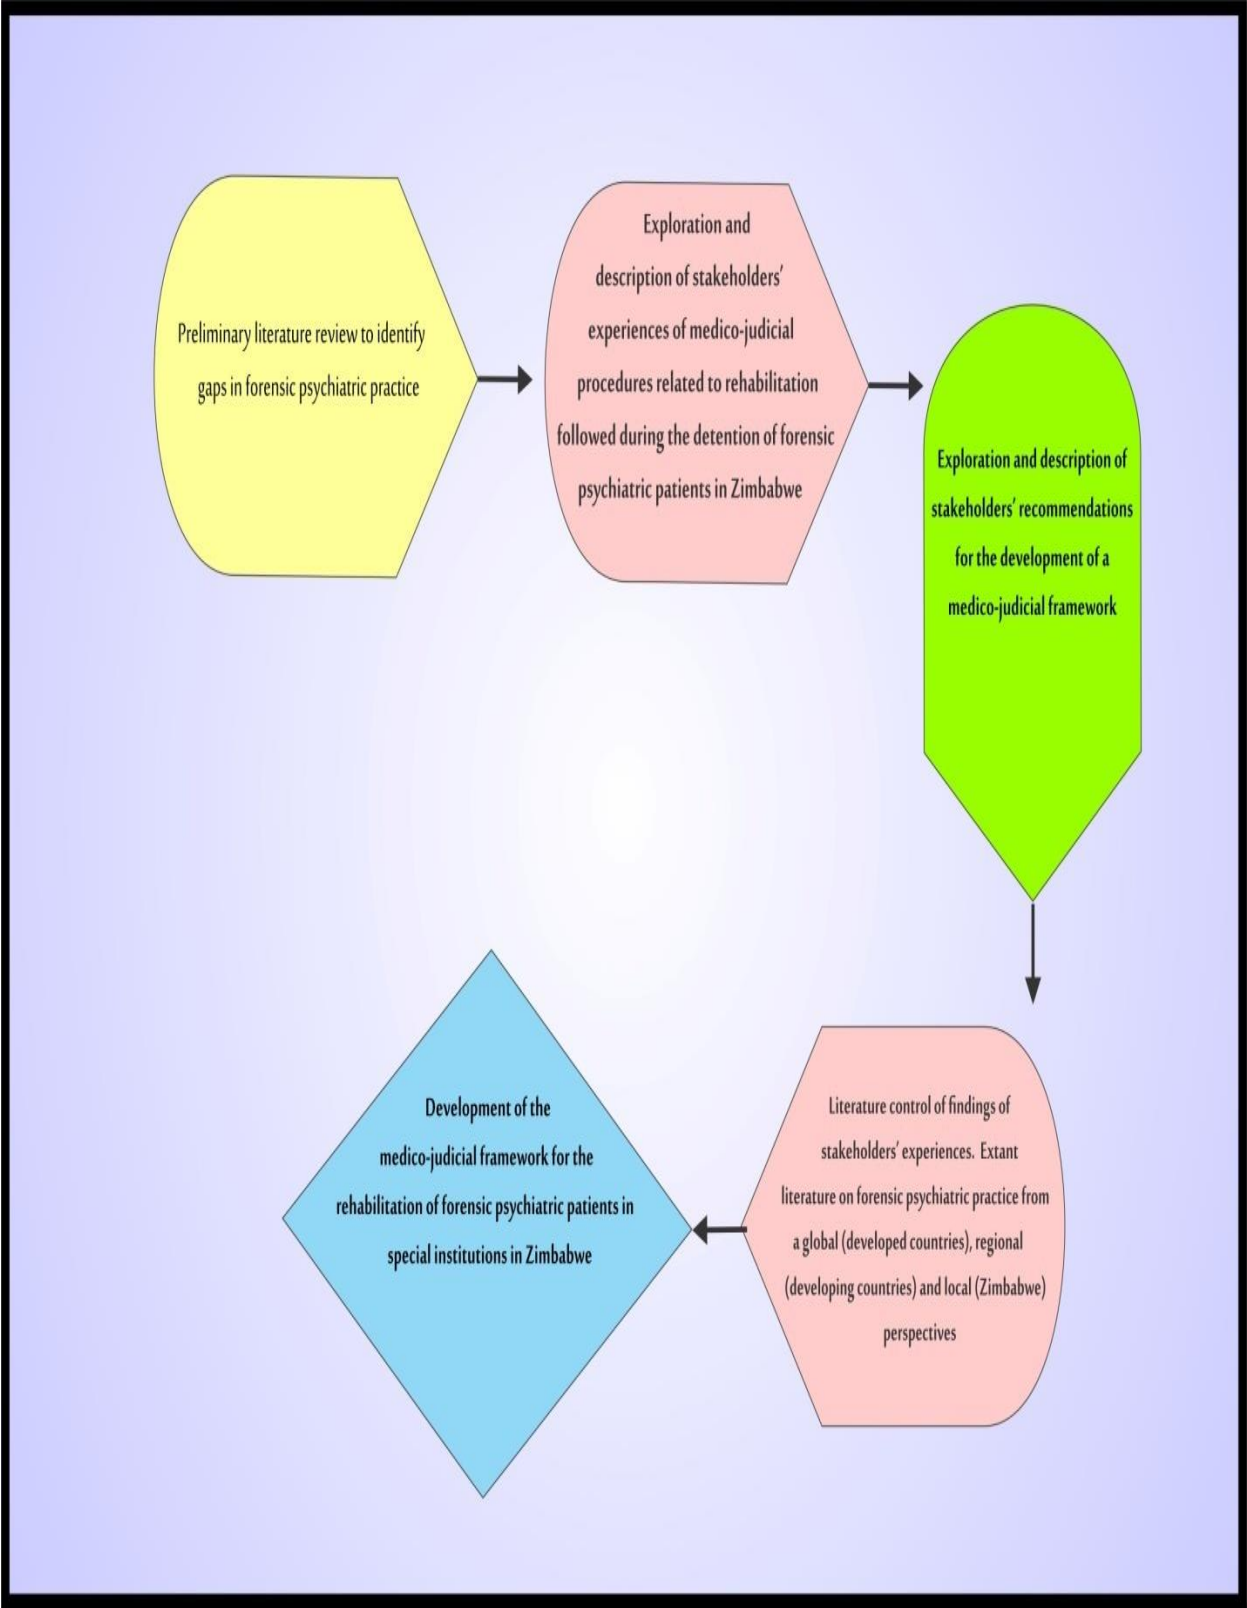 Preliminary literature review to identify
gaps in forensic psychiatric practice
Exploration and
description of stakeholders'
experiences of medico-judicial
procedures related to rehabilitation
followed during the detention of forensic
psychiatric patients in Zimbabwe
Exploration and description of
stakeholders' recommendations
for the development of a
medico-judicial framework
Literature control of findings of
stakeholders' experiences. Extant
literature on forensic psychiatric practice from
a global (developed countries), regional
(developing countries) and local (Zimbabwe)
perspectives
Development of the
medico-judicial framework for the
rehabilitation of forensic psychiatric patients in
special institutions in Zimbabwe